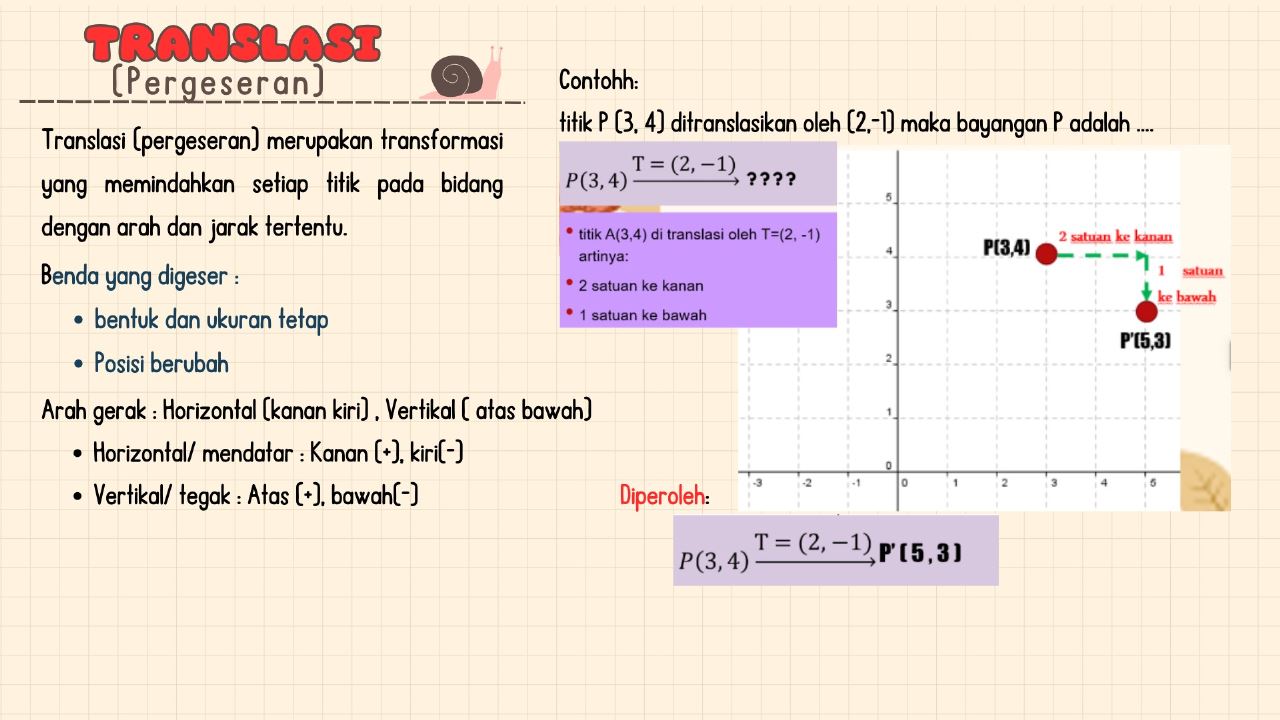 TRANSLASI
(Pergeseran)
Translasi (pergeseran) merupakan transformasi
yang memindahkan setiap titik pada bidang
dengan arah dan jarak tertentu.
Benda yang digeser :
• bentuk dan ukuran tetap
• Posisi berubah
Arah gerak : Horizontal (kanan kiri) , Vertikal ( atas bawah)
• Horizontal/ mendatar : Kanan (+), kiri(-)
• Vertikal/ tegak : Atas (+), bawah(-)
Contohh:
titik P (3, 4) ditranslasikan oleh (2,-1) maka bayangan P adalah ....
P(3, 4) T = (2, −1) ????
• titik A(3,4) di translasi oleh T=(2, -1)
artinya:
• 2 satuan ke kanan
• 1 satuan ke bawah
5
4
3
2
1
0
-3 -2 -1 0 1 2 3 4 5
P(3,4)
2 satuan ke kanan
1 satuan
ke bawah
P'(5,3)
Diperoleh:
P(3, 4) T = (2, −1) P'(5,3)